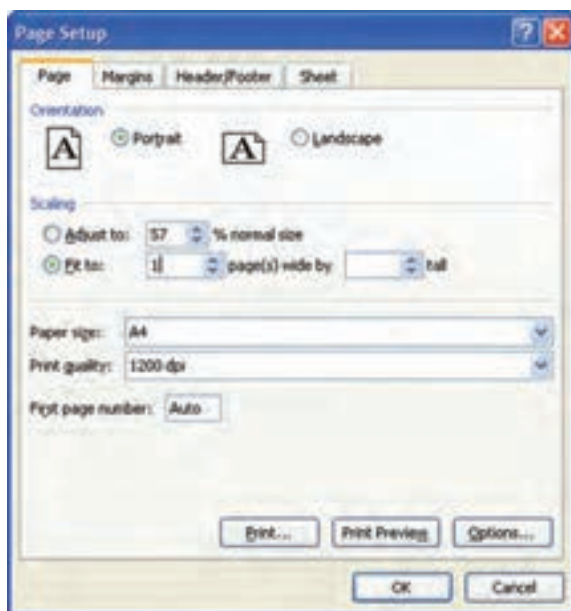 Page Setup
Page Margins Header/Footer Sheet
Orientation
A Portrait A Landscape
Scaling
Adjust to: 57 % normal size
Fit to: 1 page(s) wide by tall
Paper size: A4
Print quality: 1200 dpi
First page number: Auto
Print... Print Preview Options...
OK Cancel